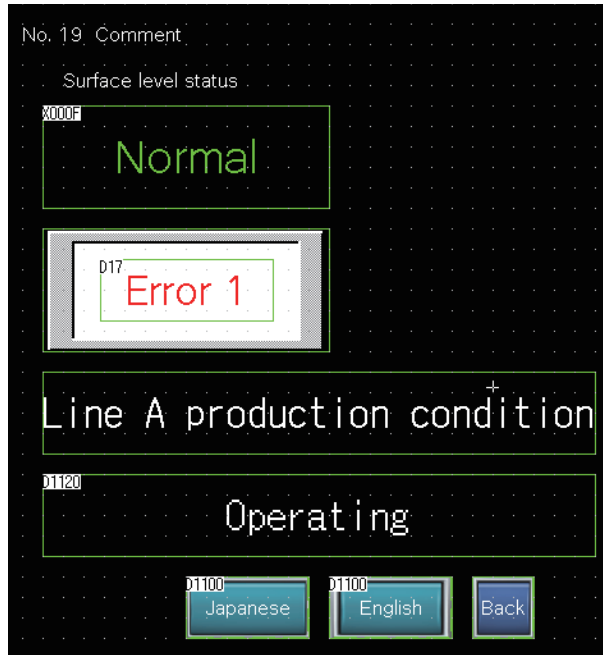 No. 19 Comment
Surface level status
X000F
Normal
D17
Error 1
Line A production condition
D1120
Operating
D1100 D1100
Japanese English Back